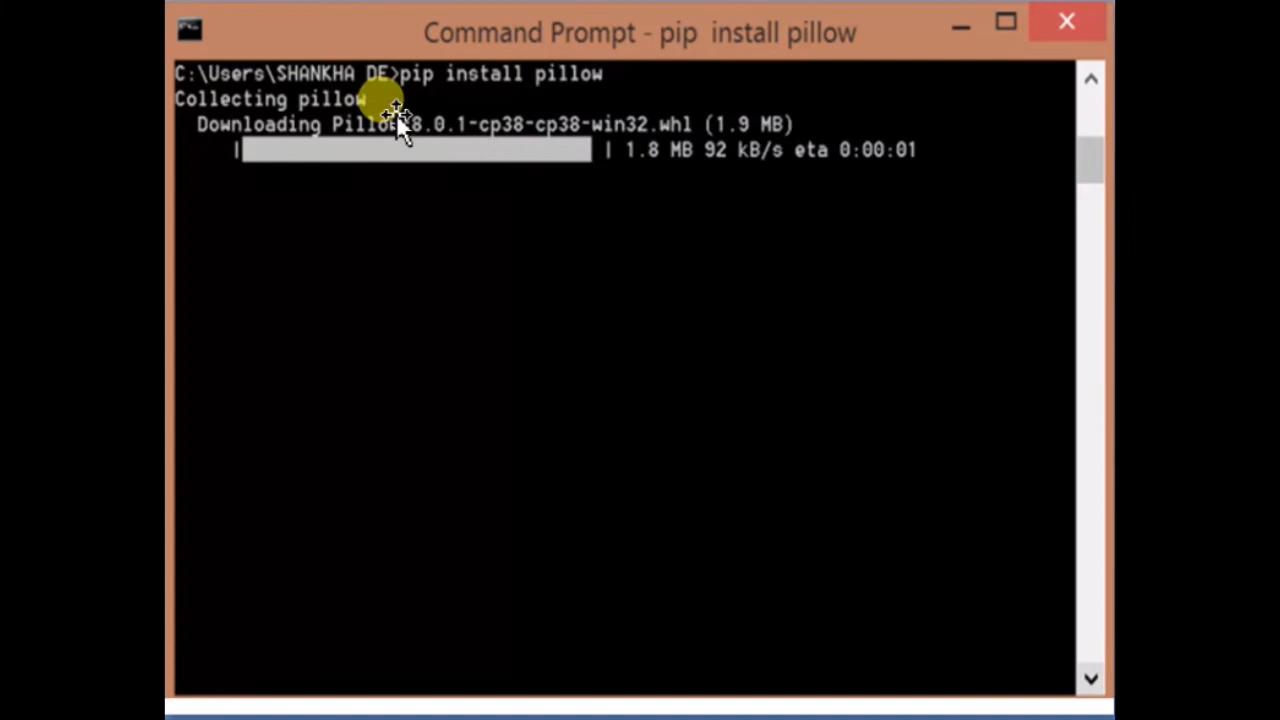 Command Prompt - pip  install pillow
C:\Users\SHANKHA DE>pip install pillow
Collecting pillow
Downloading Pillow-8.0.1-cp38-cp38-win32.whl (1.9 MB)
| | 1.8 MB 92 kB/s eta 0:00:01